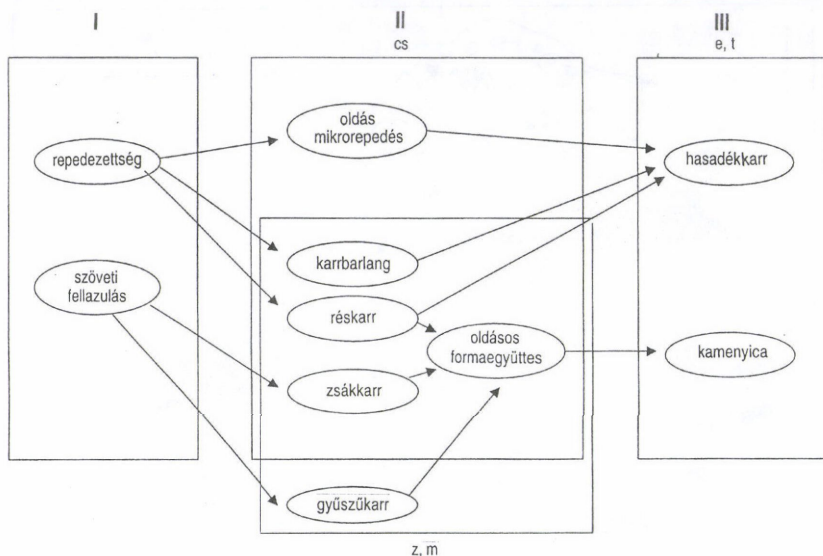 I
II
III
cs
e, t
oldás
mikrorepedés
repedezettség
hasadékkarr
karrbarlang
szöveti
fellazulás
réskarr
oldásos
formaegyüttes
kamenyica
zsákkarr
gyűszűkarr
z, m